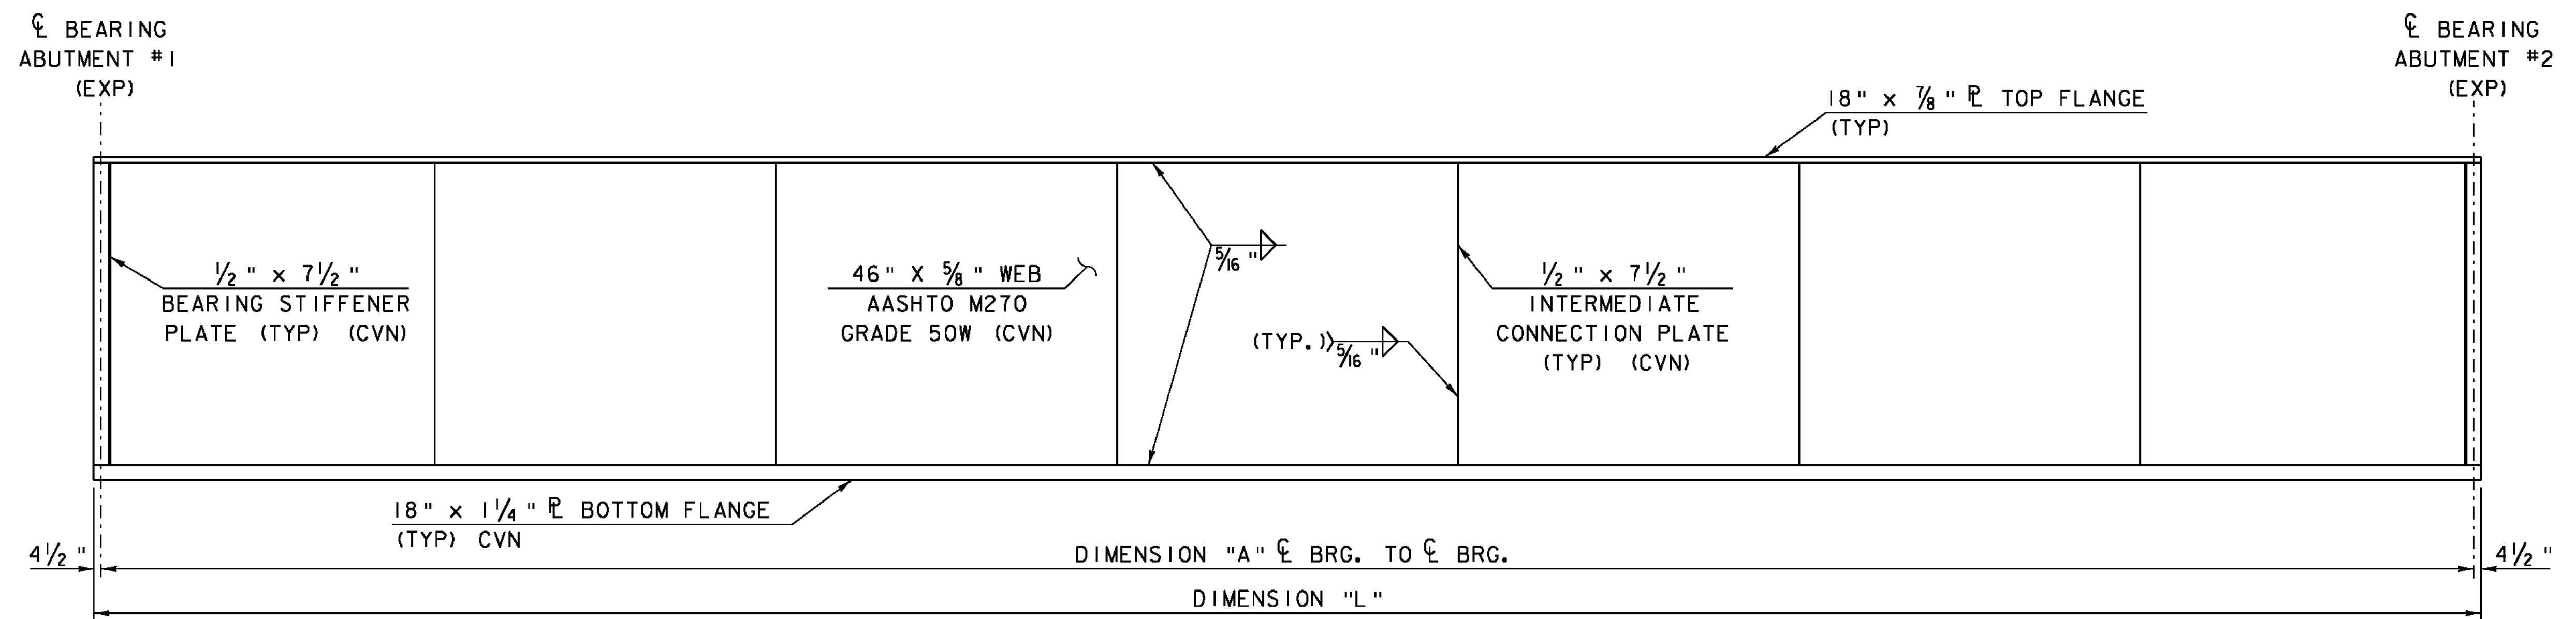 ℄ BEARING
ABUTMENT #1
(EXP)
℄ BEARING
ABUTMENT #2
(EXP)
18" x 7/8" ⅊ TOP FLANGE
(TYP)
1/2" x 7 1/2"
BEARING STIFFENER
PLATE (TYP) (CVN)
46" X 5/8" WEB
AASHTO M270
GRADE 50W (CVN)
5/16"
(TYP.)
5/16"
1/2" x 7 1/2"
INTERMEDIATE
CONNECTION PLATE
(TYP) (CVN)
18" x 1 1/4" ⅊ BOTTOM FLANGE
(TYP) CVN
4 1/2"
DIMENSION "A" ℄ BRG. TO ℄ BRG.
4 1/2"
DIMENSION "L"